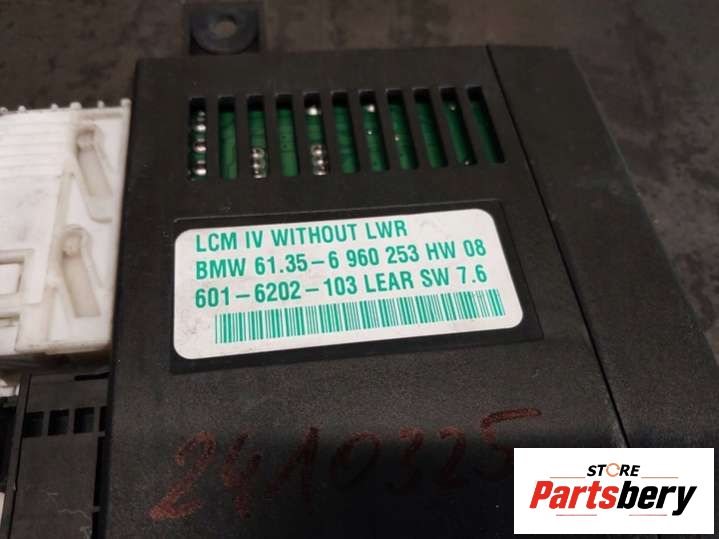 LCM IV WITHOUT LWR
BMW 61.35-6 960 253 HW 08
601-6202-103 LEAR SW 7.6
2410325
STORE
Partsbery